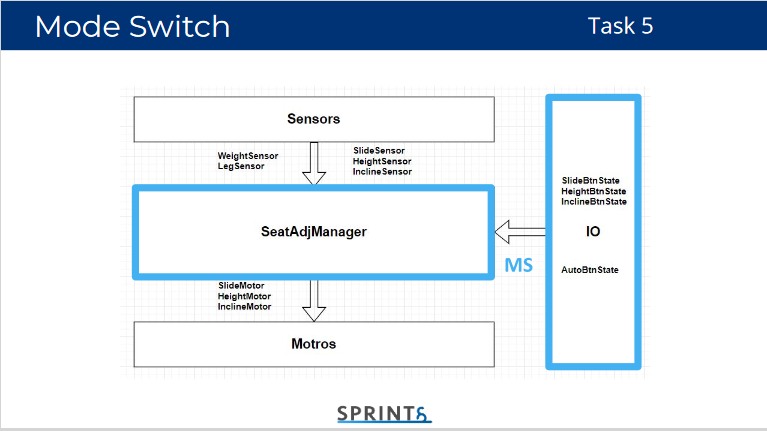 Mode Switch
Task 5
Sensors
WeightSensor
LegSensor
SlideSensor
HeightSensor
InclineSensor
SeatAdjManager
SlideBtnState
HeightBtnState
InclineBtnState
IO
AutoBtnState
MS
SlideMotor
HeightMotor
InclineMotor
Motros
SPRINTS